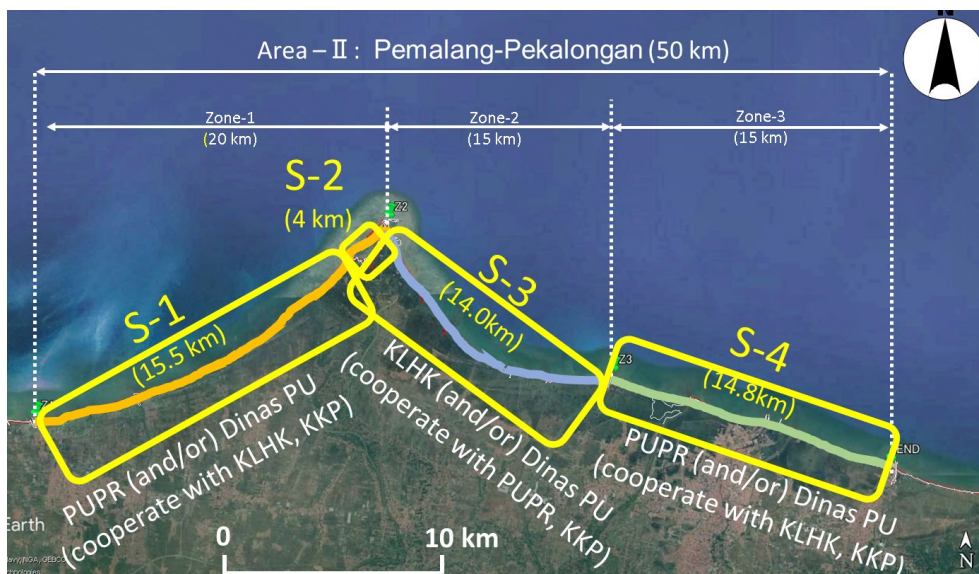 N
Area – II : Pemalang-Pekalongan (50 km)
Zone-1
(20 km)
Zone-2
(15 km)
Zone-3
(15 km)
S-2
(4 km)
Z2
S-1
(15.5 km)
S-3
(14.0km)
Z3
S-4
(14.8km)
END
PUPR (and/or) Dinas PU
(cooperate with KLHK, KKP)
KLHK (and/or) Dinas PU
(cooperate with PUPR, KKP)
PUPR (and/or) Dinas PU
(cooperate with KLHK, KKP)
0
10 km
Earth
N